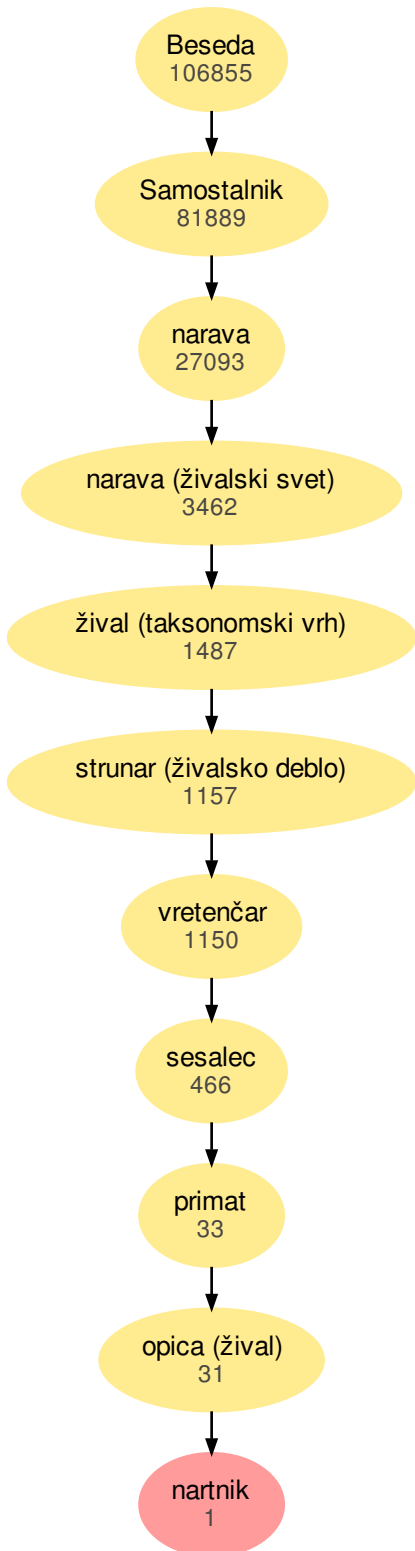 Beseda
106855
Samostalnik
81889
narava
27093
narava (živalski svet)
3462
žival (taksonomski vrh)
1487
strunar (živalsko deblo)
1157
vretenčar
1150
sesalec
466
primat
33
opica (žival)
31
nartnik
1